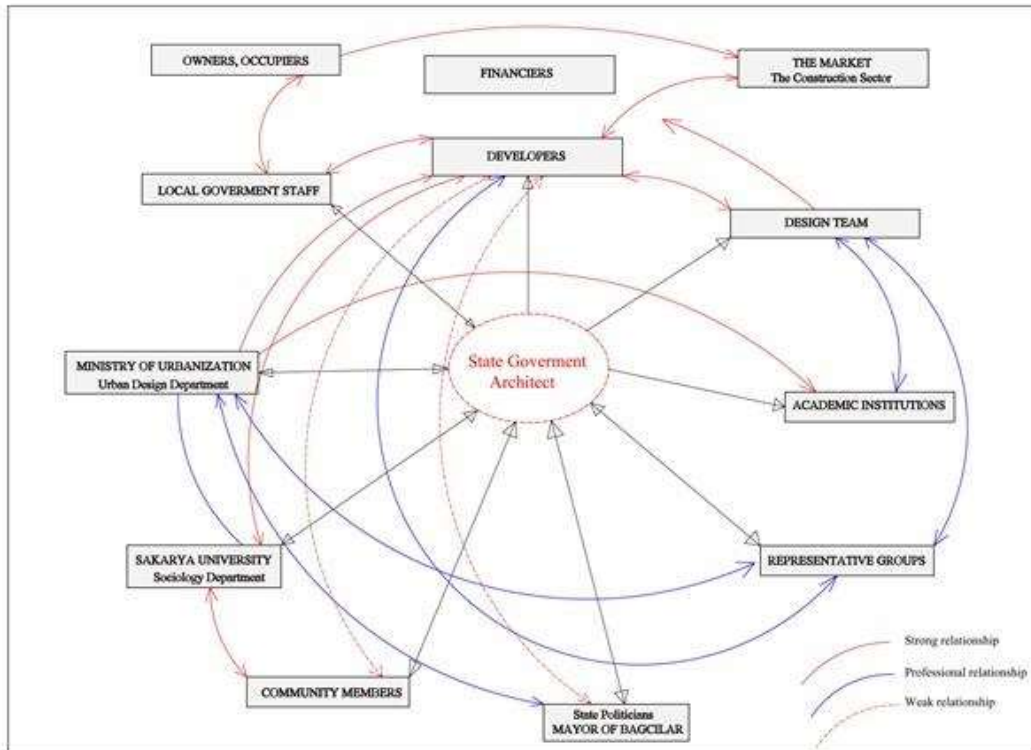 OWNERS, OCCUPIERS
FINANCIERS
THE MARKET
The Construction Sector
DEVELOPERS
LOCAL GOVERMENT STAFF
DESIGN TEAM
State Goverment
Architect
MINISTRY OF URBANIZATION
Urban Design Department
ACADEMIC INSTITUTIONS
SAKARYA UNIVERSITY
Sociology Department
REPRESENTATIVE GROUPS
COMMUNITY MEMBERS
State Politicians
MAYOR OF BAGCILAR
Strong relationship
Professional relationship
Weak relationship